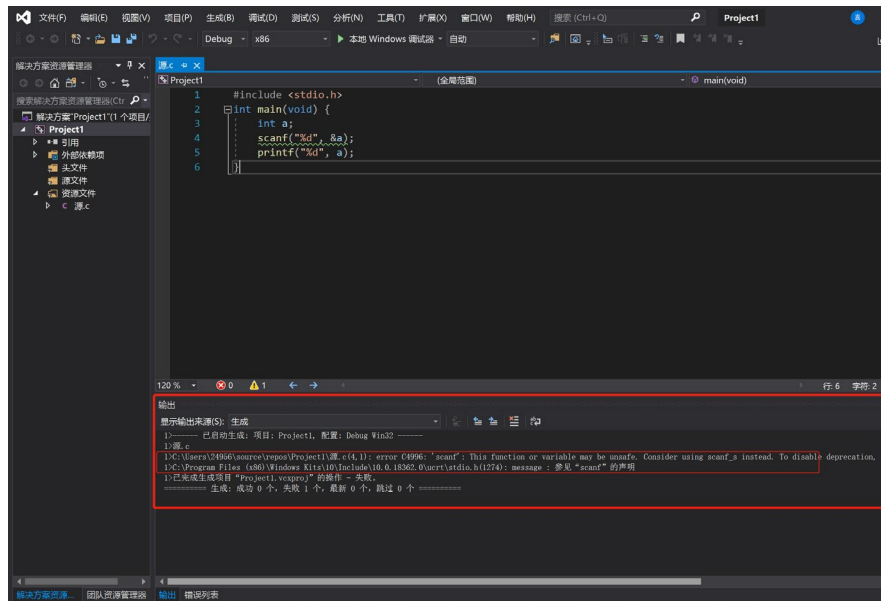 文件(F) 编辑(E) 视图(V) 项目(P) 生成(B) 调试(D) 测试(S) 分析(N) 工具(T) 扩展(X) 窗口(W) 帮助(H) 搜索 (Ctrl+Q) Project1
Debug x86 本地 Windows 调试器 自动
解决方案资源管理器
搜索解决方案资源管理器(Ctr
解决方案"Project1"(1 个项目/
Project1
引用
外部依赖项
头文件
源文件
资源文件
源.c
源.c
Project1 (全局范围) main(void)
1 #include <stdio.h>
2 int main(void) {
3 int a;
4 scanf("%d", &a);
5 printf("%d", a);
6 }
120 % 0 1 行: 6 字符: 2
输出
显示输出来源(S): 生成
1>------ 已启动生成: 项目: Project1, 配置: Debug Win32 ------
1>源.c
1>C:\Users\24956\source\repos\Project1\源.c(4,1): error C4996: 'scanf': This function or variable may be unsafe. Consider using scanf_s instead. To disable deprecation,
1>C:\Program Files (x86)\Windows Kits\10\Include\10.0.18362.0\ucrt\stdio.h(1274): message : 参见“scanf”的声明
1>已完成生成项目“Project1.vcxproj”的操作 - 失败。
========== 生成: 成功 0 个，失败 1 个，最新 0 个，跳过 0 个 ==========
解决方案资源... 团队资源管理器 输出 错误列表